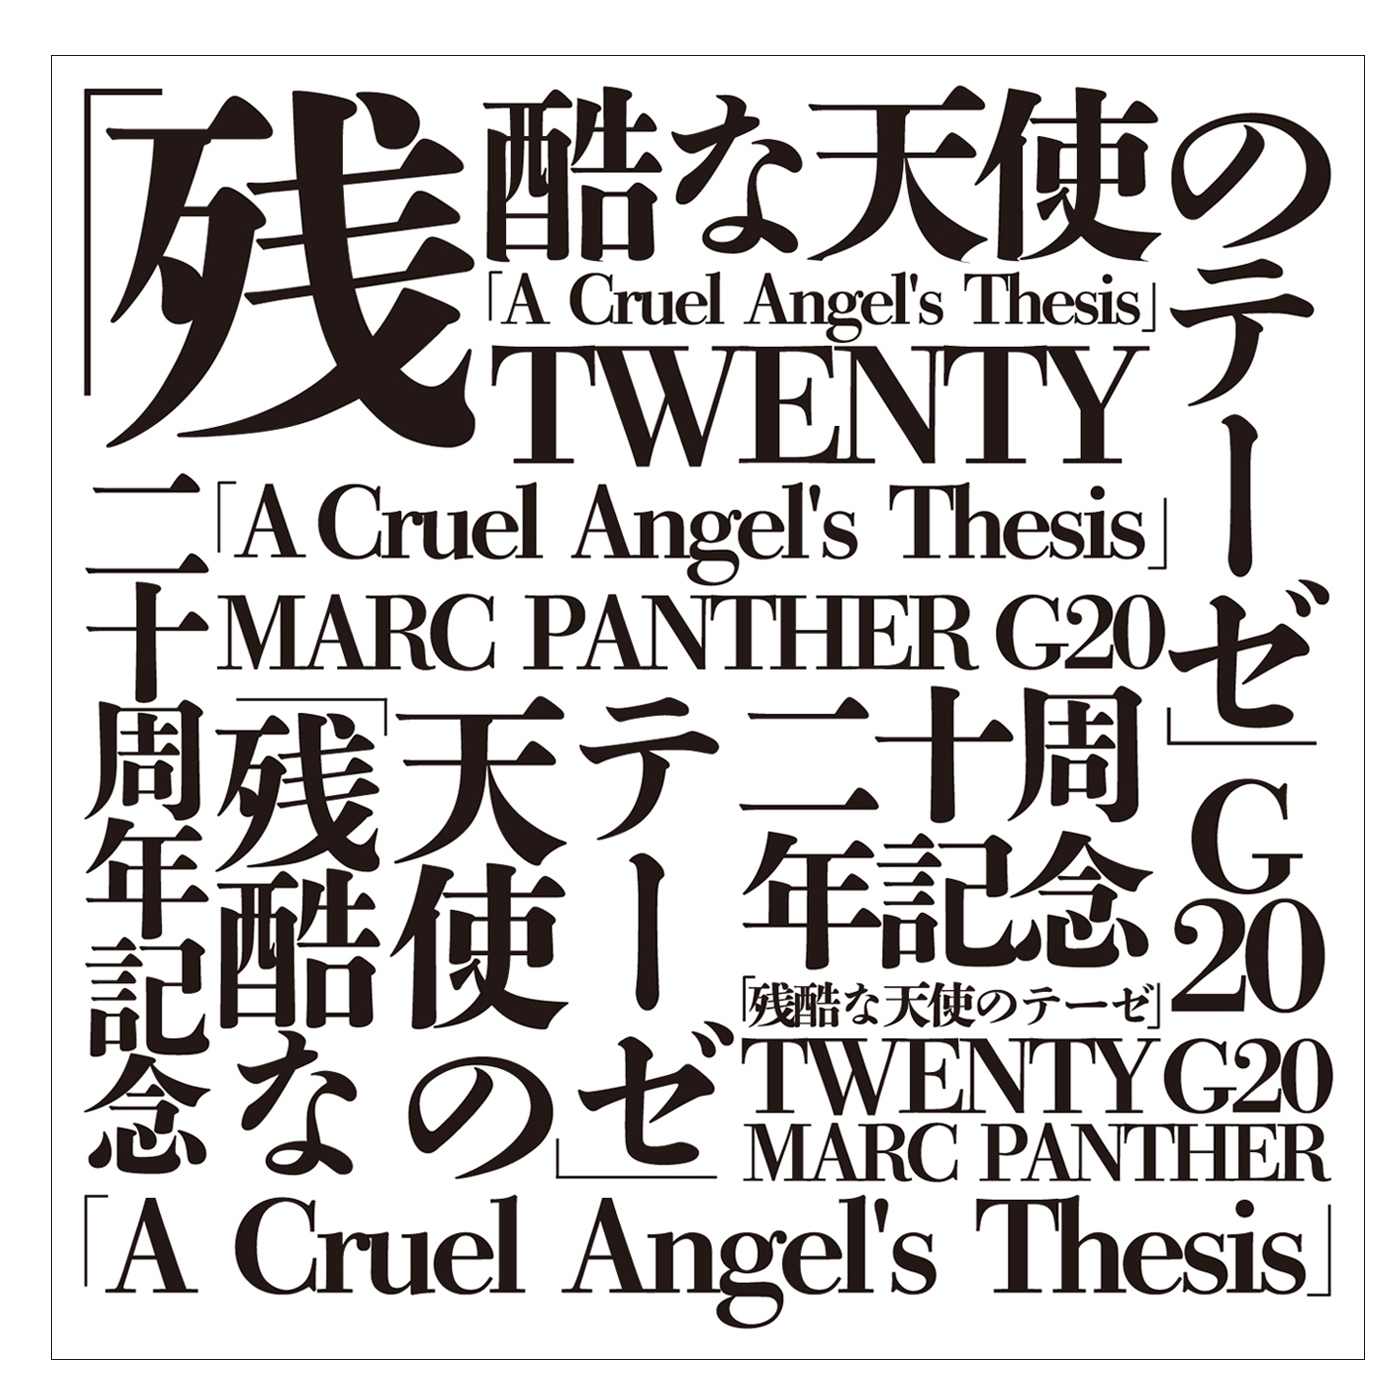 「残酷な天使のテーゼ」
「A Cruel Angel's Thesis」
TWENTY
「A Cruel Angel's Thesis」
MARC PANTHER G20
二十周年記念
「残酷な
天使の
テーゼ」
二十周
年記念
「残酷な天使のテーゼ」
G
20
TWENTY G20
MARC PANTHER
「A Cruel Angel's Thesis」